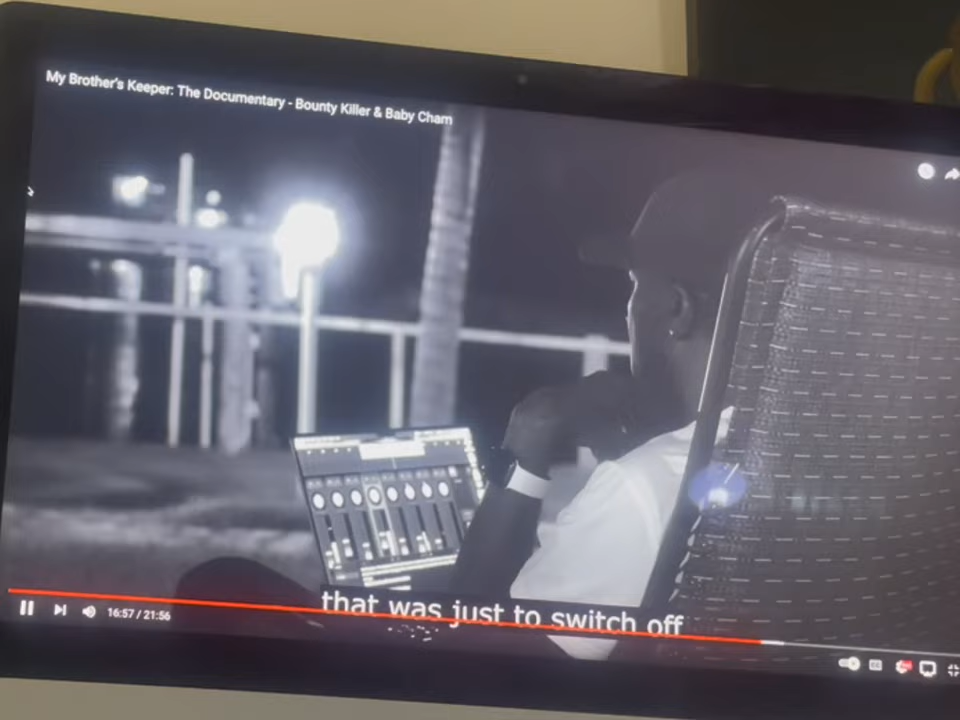 My Brother's Keeper: The Documentary - Bounty Killer & Baby Cham
that was just to switch off
16:57 / 21:56